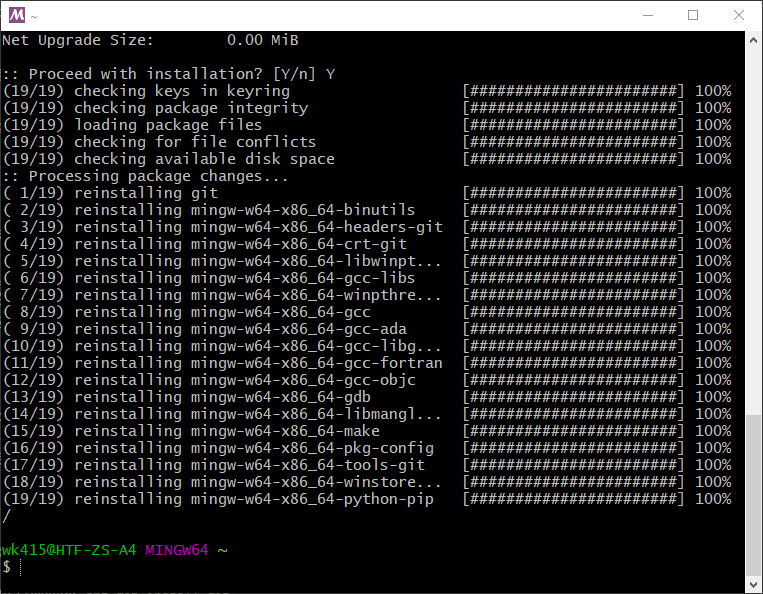 ~
Net Upgrade Size:        0.00 MiB
:: Proceed with installation? [Y/n] Y
(19/19) checking keys in keyring                   [#######################] 100%
(19/19) checking package integrity                 [#######################] 100%
(19/19) loading package files                      [#######################] 100%
(19/19) checking for file conflicts                [#######################] 100%
(19/19) checking available disk space              [#######################] 100%
:: Processing package changes...
( 1/19) reinstalling git                           [#######################] 100%
( 2/19) reinstalling mingw-w64-x86_64-binutils     [#######################] 100%
( 3/19) reinstalling mingw-w64-x86_64-headers-git  [#######################] 100%
( 4/19) reinstalling mingw-w64-x86_64-crt-git      [#######################] 100%
( 5/19) reinstalling mingw-w64-x86_64-libwinpt...  [#######################] 100%
( 6/19) reinstalling mingw-w64-x86_64-gcc-libs     [#######################] 100%
( 7/19) reinstalling mingw-w64-x86_64-winpthre...  [#######################] 100%
( 8/19) reinstalling mingw-w64-x86_64-gcc          [#######################] 100%
( 9/19) reinstalling mingw-w64-x86_64-gcc-ada      [#######################] 100%
(10/19) reinstalling mingw-w64-x86_64-gcc-libg...  [#######################] 100%
(11/19) reinstalling mingw-w64-x86_64-gcc-fortran  [#######################] 100%
(12/19) reinstalling mingw-w64-x86_64-gcc-objc     [#######################] 100%
(13/19) reinstalling mingw-w64-x86_64-gdb          [#######################] 100%
(14/19) reinstalling mingw-w64-x86_64-libmangl...  [#######################] 100%
(15/19) reinstalling mingw-w64-x86_64-make         [#######################] 100%
(16/19) reinstalling mingw-w64-x86_64-pkg-config   [#######################] 100%
(17/19) reinstalling mingw-w64-x86_64-tools-git    [#######################] 100%
(18/19) reinstalling mingw-w64-x86_64-winstore...  [#######################] 100%
(19/19) reinstalling mingw-w64-x86_64-python-pip   [#######################] 100%
/
wk415@HTF-ZS-A4 MINGW64 ~
$